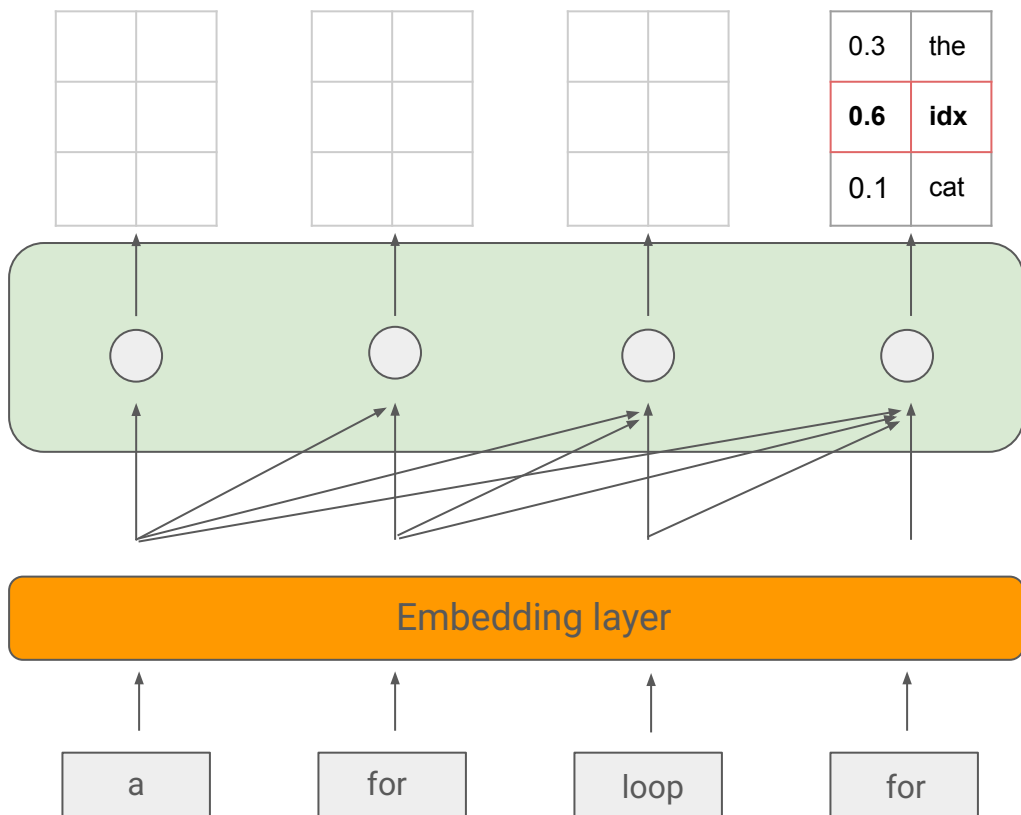 0.3 the
0.6 idx
0.1 cat
Embedding layer
a for loop for